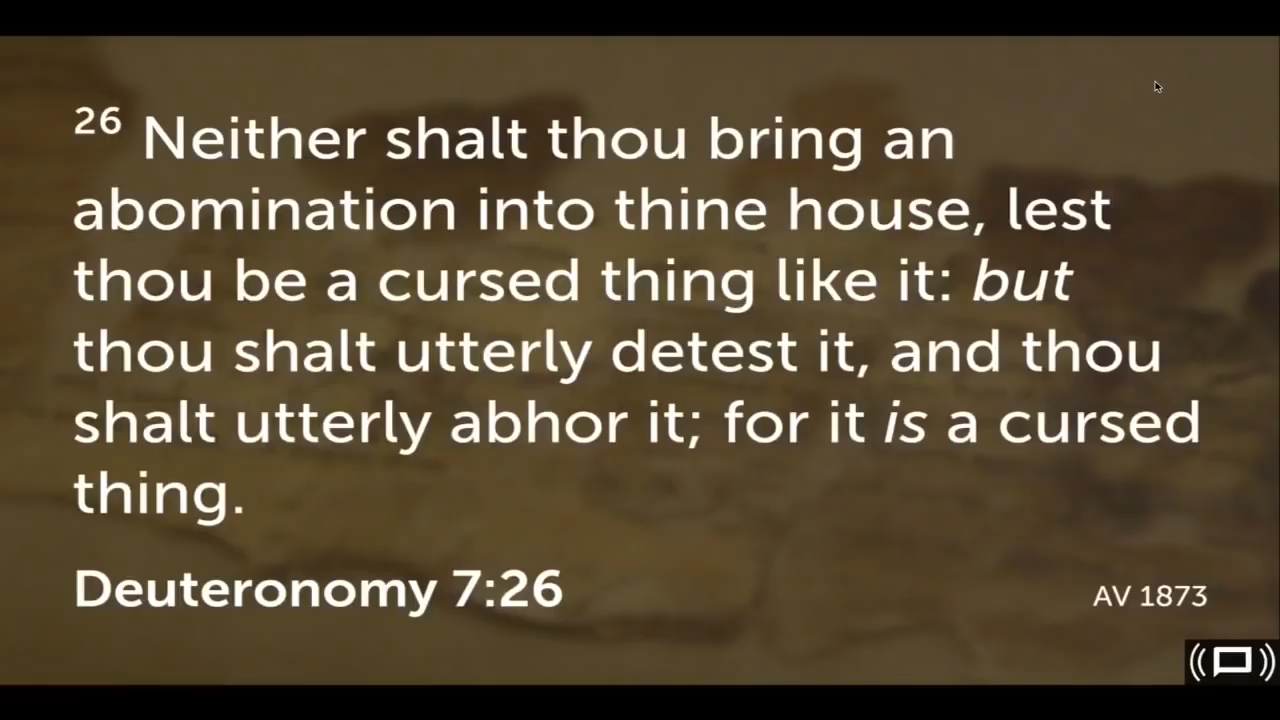 26 Neither shalt thou bring an
abomination into thine house, lest
thou be a cursed thing like it: but
thou shalt utterly detest it, and thou
shalt utterly abhor it; for it is a cursed
thing.
Deuteronomy 7:26
AV 1873